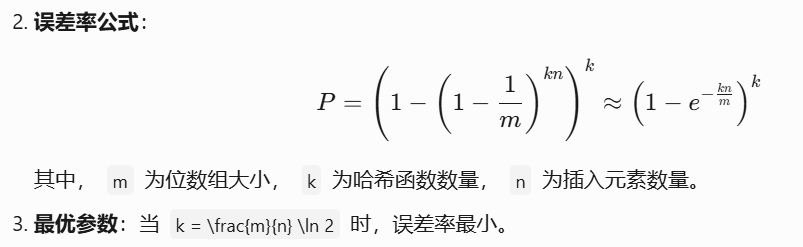 2. 误差率公式：
P = (1 − (1 − 1/m)^{kn})^k ≈ (1 − e^{−kn/m})^k
其中， m 为位数组大小， k 为哈希函数数量， n 为插入元素数量。
3. 最优参数：当 k = \frac{m}{n} \ln 2 时，误差率最小。